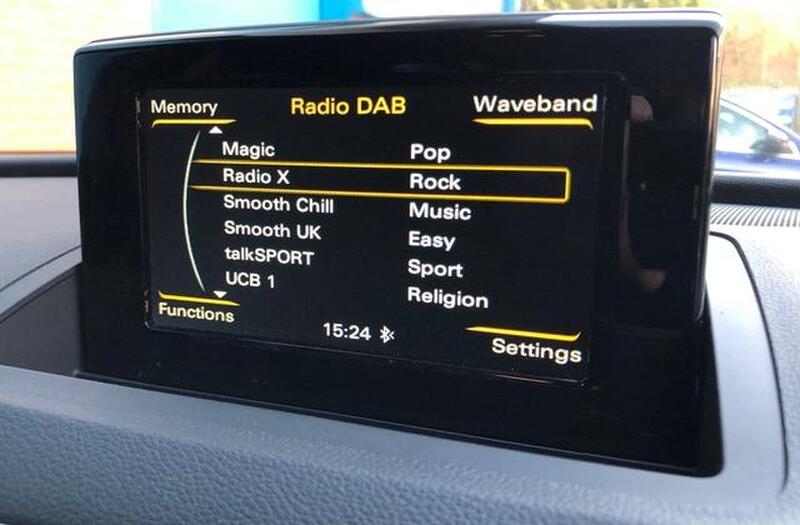 Memory Radio DAB Waveband
Magic Pop
Radio X Rock
Smooth Chill Music
Smooth UK Easy
talkSPORT Sport
UCB 1 Religion
Functions 15:24 Settings